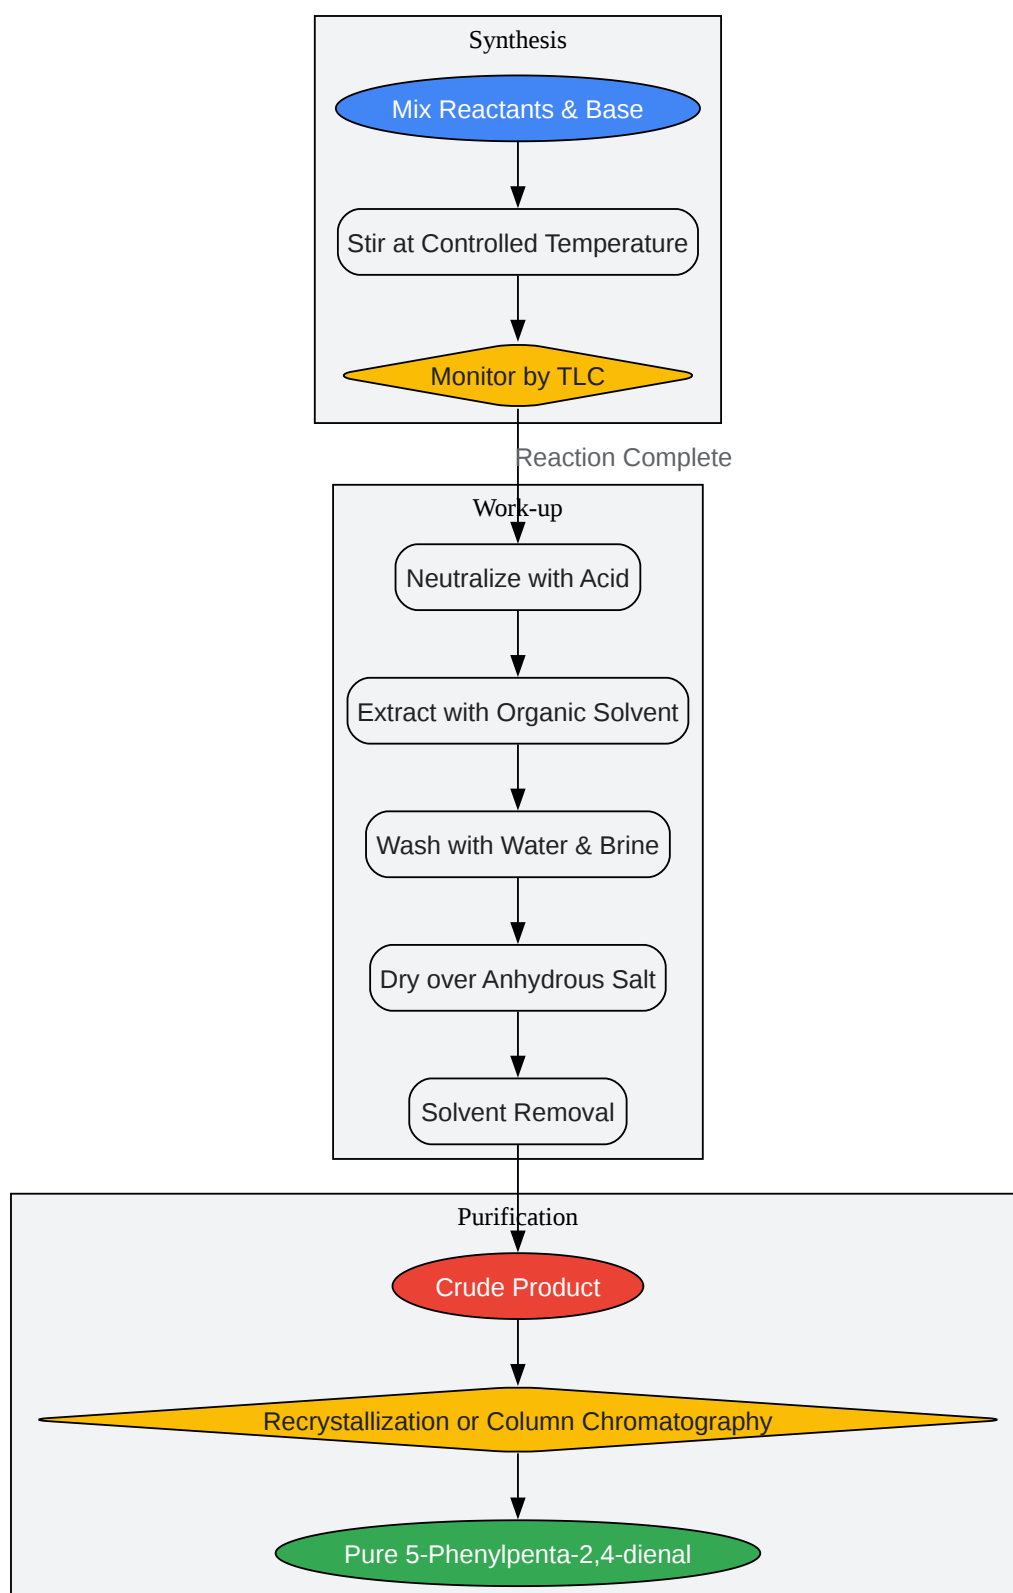 Synthesis
Mix Reactants & Base
Stir at Controlled Temperature
Monitor by TLC
Reaction Complete
Work-up
Neutralize with Acid
Extract with Organic Solvent
Wash with Water & Brine
Dry over Anhydrous Salt
Solvent Removal
Purification
Crude Product
Recrystallization or Column Chromatography
Pure 5-Phenylpenta-2,4-dienal